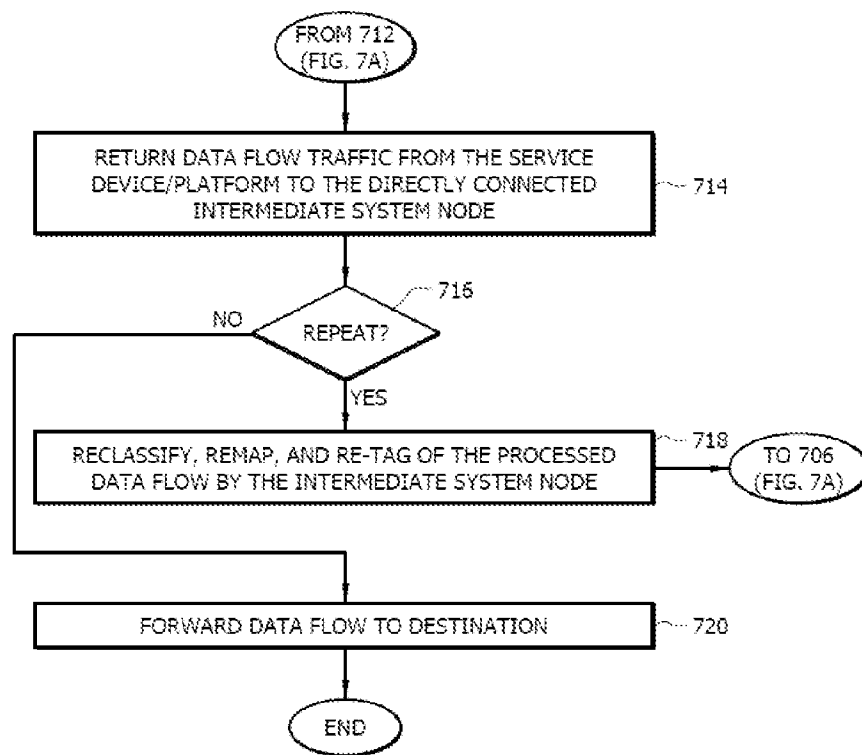 FROM 712
(FIG. 7A)
RETURN DATA FLOW TRAFFIC FROM THE SERVICE
DEVICE/PLATFORM TO THE DIRECTLY CONNECTED
INTERMEDIATE SYSTEM NODE
714
716
NO
REPEAT?
YES
RECLASSIFY, REMAP, AND RE-TAG OF THE PROCESSED
DATA FLOW BY THE INTERMEDIATE SYSTEM NODE
718
TO 706
(FIG. 7A)
FORWARD DATA FLOW TO DESTINATION
720
END